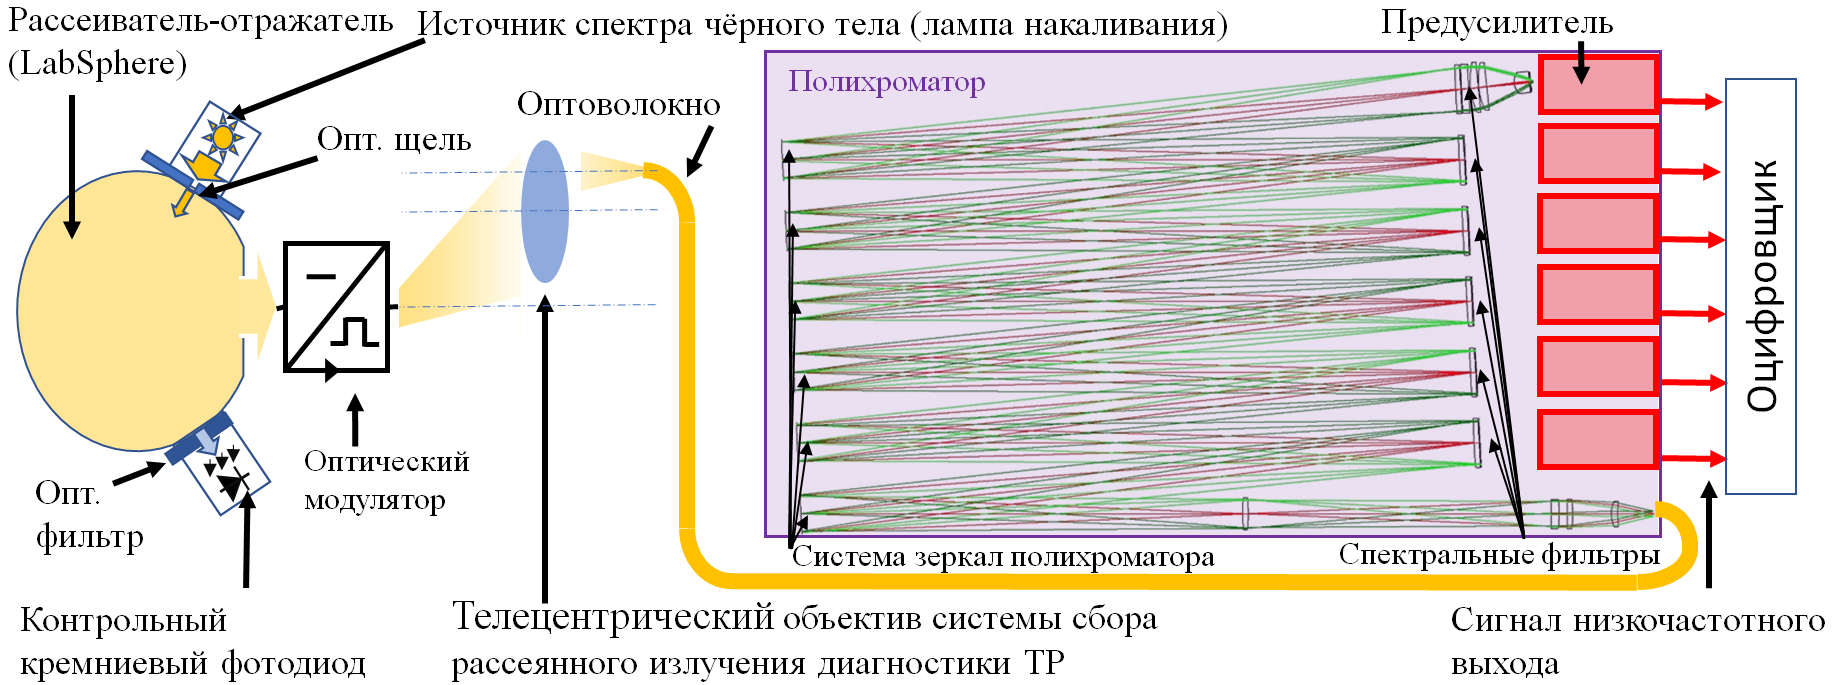 Рассеиватель-отражатель
(LabSphere)
Источник спектра чёрного тела (лампа накаливания)
Предусилитель
Полихроматор
Оптоволокно
Опт. щель
Оцифровщик
Оптический
модулятор
Опт.
фильтр
Система зеркал полихроматора
Спектральные фильтры
Контрольный
кремниевый фотодиод
Телецентрический объектив системы сбора
рассеянного излучения диагностики ТР
Сигнал низкочастотного
выхода